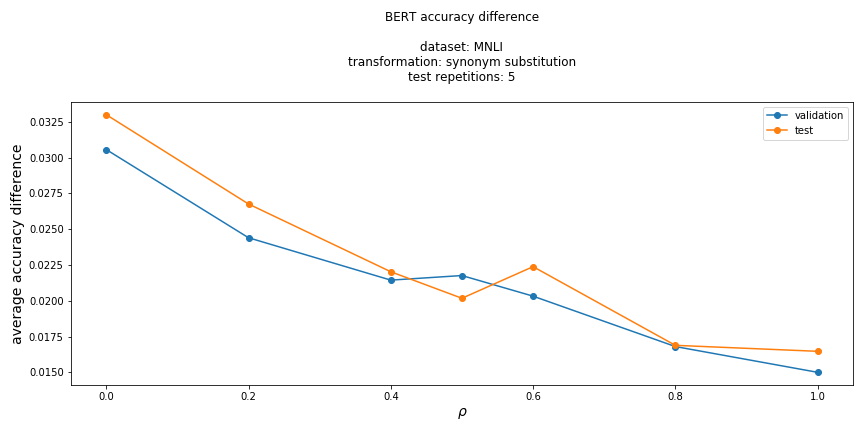 BERT accuracy difference
dataset: MNLI
transformation: synonym substitution
test repetitions: 5
validation
test
average accuracy difference
0.0325
0.0300
0.0275
0.0250
0.0225
0.0200
0.0175
0.0150
0.0 0.2 0.4 0.6 0.8 1.0
ρ